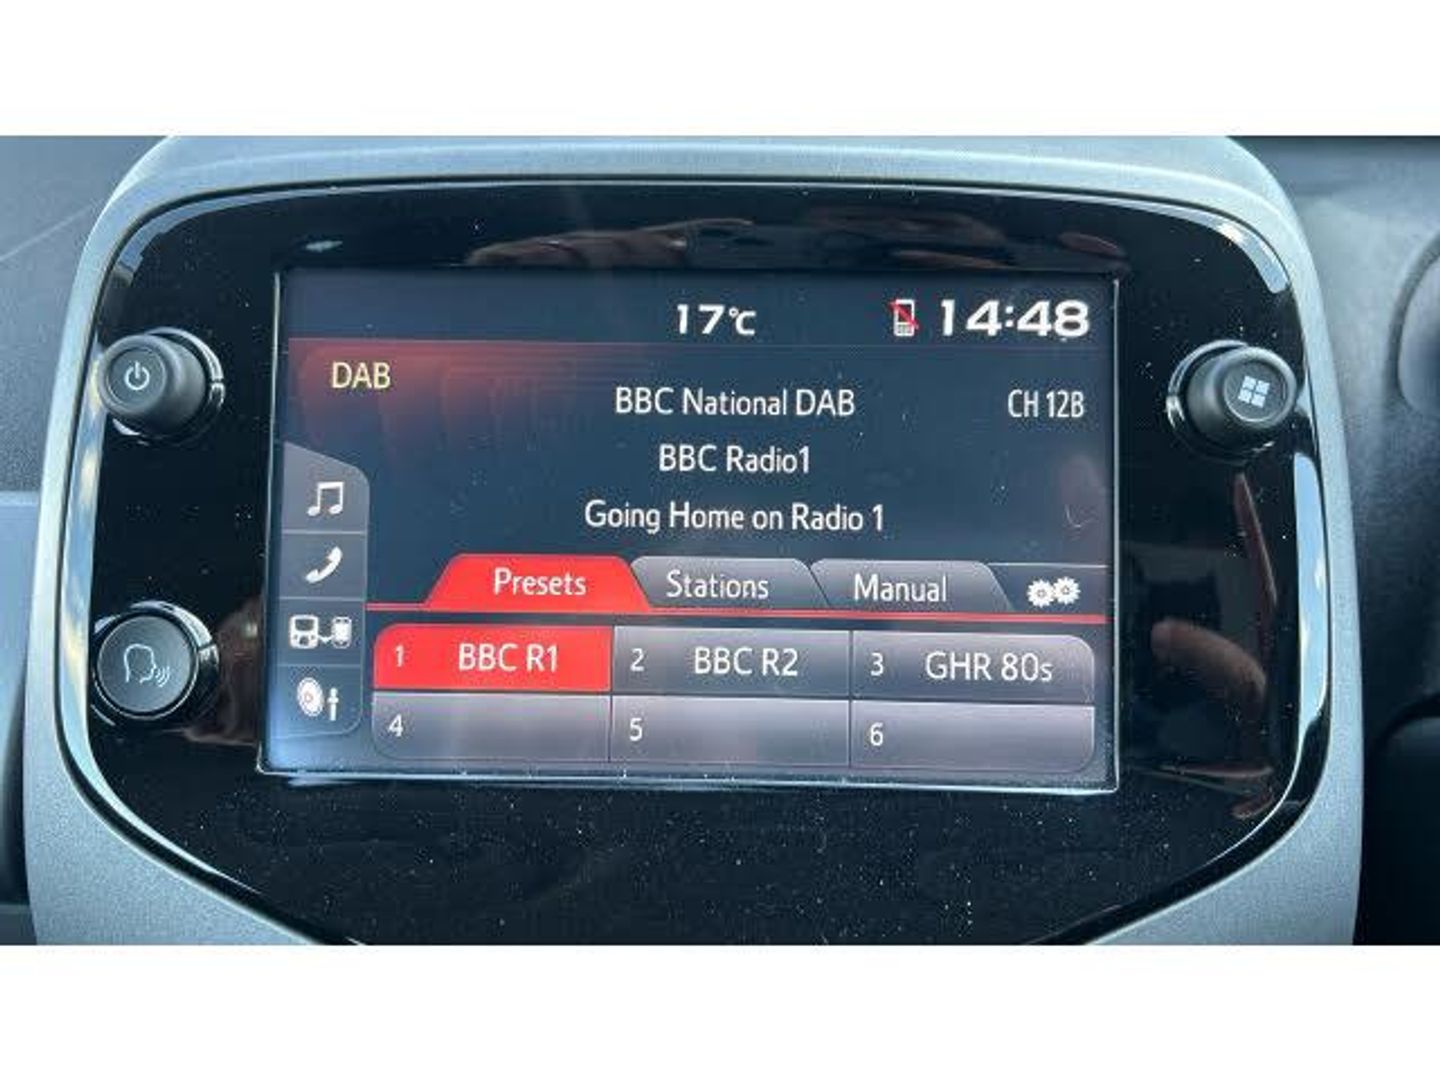 17°C 14:48
DAB
BBC National DAB CH 12B
BBC Radio1
Going Home on Radio 1
Presets Stations Manual
1 BBC R1 2 BBC R2 3 GHR 80s
4 5 6